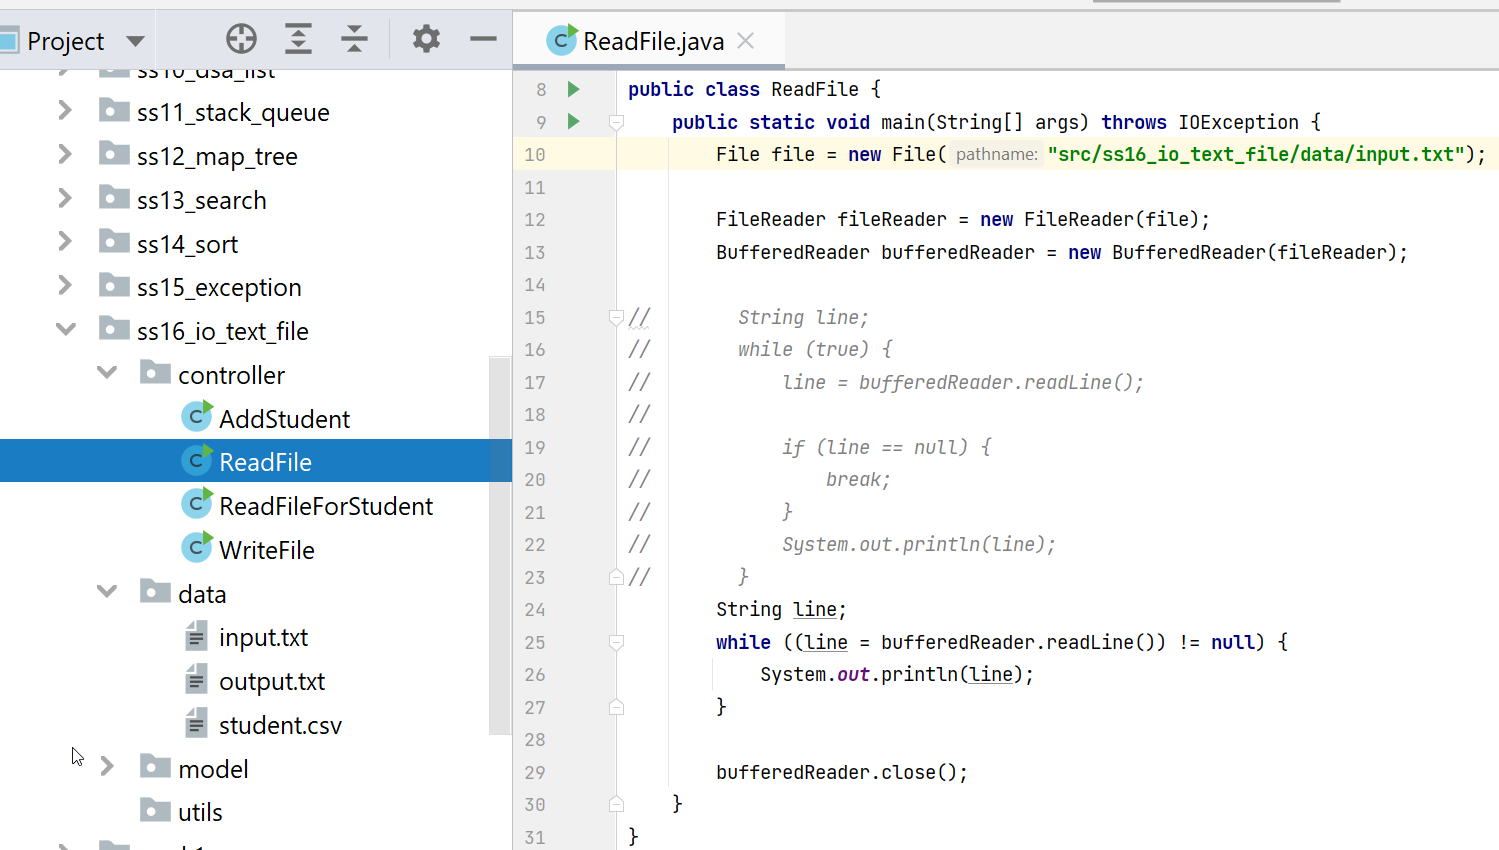 Project
ss10_dsa_list
ss11_stack_queue
ss12_map_tree
ss13_search
ss14_sort
ss15_exception
ss16_io_text_file
controller
AddStudent
ReadFile
ReadFileForStudent
WriteFile
data
input.txt
output.txt
student.csv
model
utils
ReadFile.java
8 public class ReadFile {
9 public static void main(String[] args) throws IOException {
10 File file = new File( pathname: "src/ss16_io_text_file/data/input.txt");
11
12 FileReader fileReader = new FileReader(file);
13 BufferedReader bufferedReader = new BufferedReader(fileReader);
14
15 // String line;
16 // while (true) {
17 // line = bufferedReader.readLine();
18 //
19 // if (line == null) {
20 // break;
21 // }
22 // System.out.println(line);
23 // }
24 String line;
25 while ((line = bufferedReader.readLine()) != null) {
26 System.out.println(line);
27 }
28
29 bufferedReader.close();
30 }
31 }